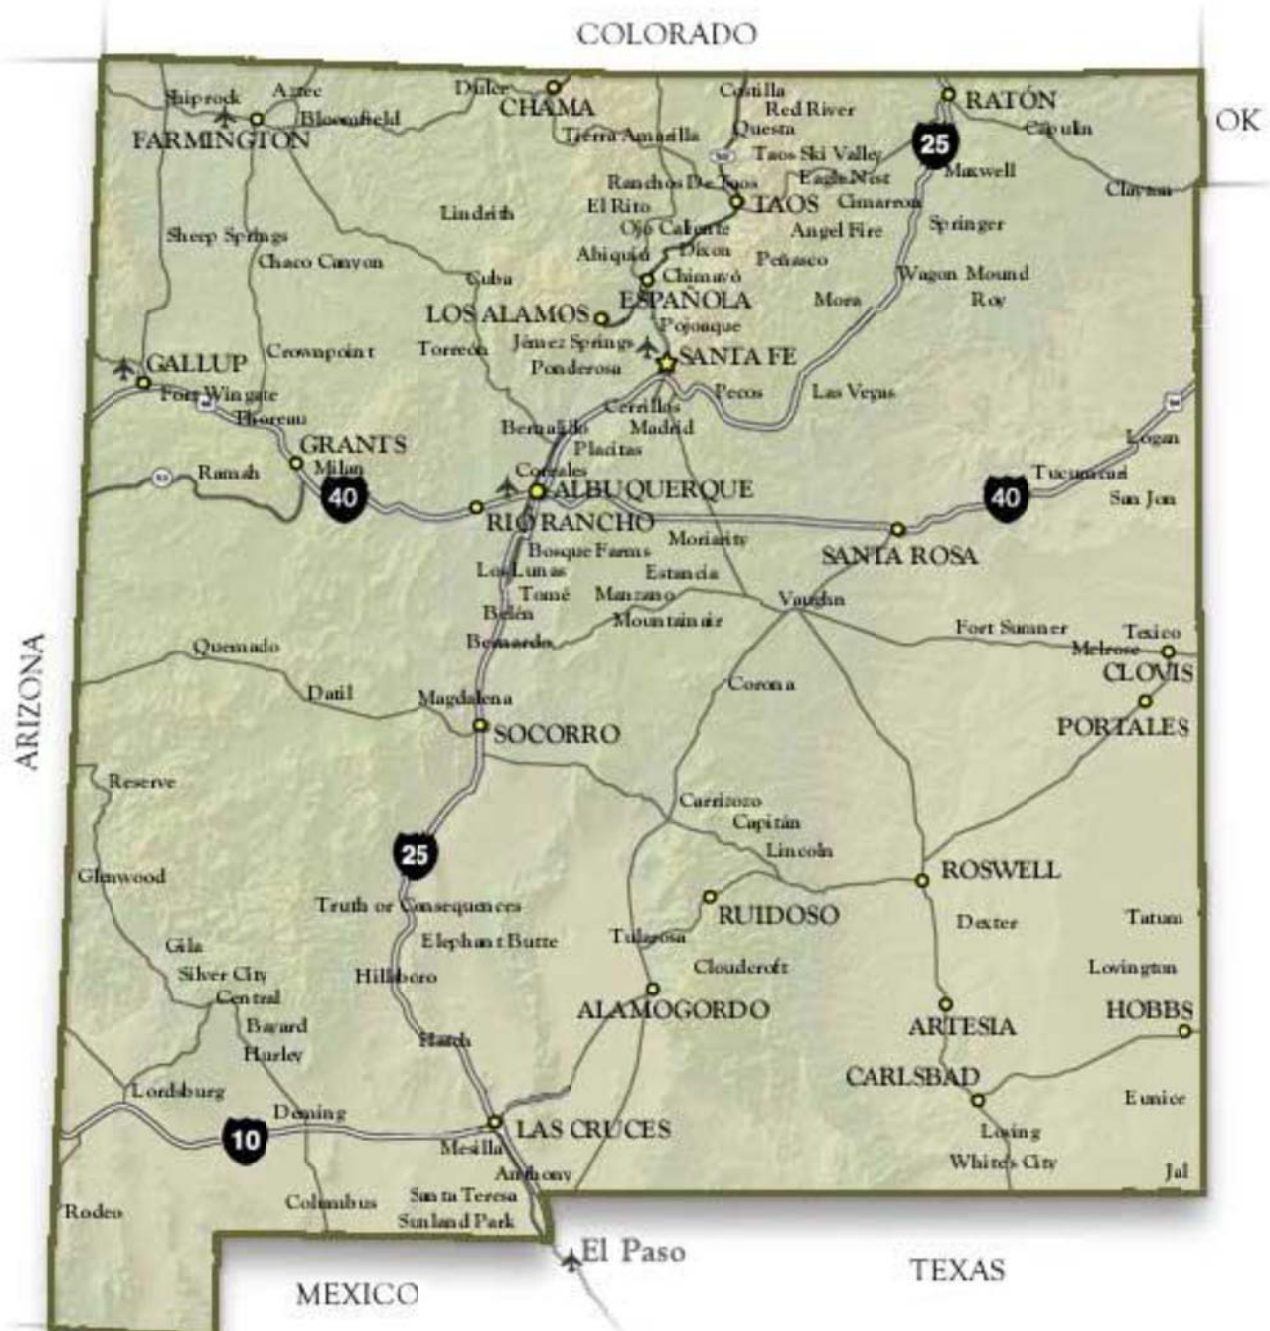 COLORADO
Shiprock
Aztec
Dulce
CHAMA
Costilla
RATÓN
Red River
OK
FARMINGTON
Bloomfield
Tierra Amarilla
Questa
25
Capulin
Taos Ski Valley
Maxwell
Ranchos De Taos
Eagle Nest
Clayton
Lindrith
El Rito
TAOS
Cimarron
Sheep Springs
Ojo Caliente
Angel Fire
Springer
Chaco Canyon
Abiquiú
Dixon
Peñasco
Cuba
Chimayó
Wagon Mound
LOS ALAMOS
ESPAÑOLA
Mora
Roy
Pojoaque
GALLUP
Crownpoint
Torreón
Jémez Springs
SANTA FE
Ponderosa
Fort Wingate
Pecos
Las Vegas
Thoreau
Cerrillos
Bernalillo
Madrid
GRANTS
Placitas
Logan
Ramah
Milan
Corrales
Tucumcari
40
ALBUQUERQUE
40
San Jon
RIO RANCHO
Moriarity
SANTA ROSA
Bosque Farms
Los Lunas
Estancia
Tomé
Manzano
Vaughn
Belén
Mountainair
Fort Sumner
Texico
Bernardo
Melrose
Quemado
CLOVIS
ARIZONA
Datil
Magdalena
Corona
SOCORRO
PORTALES
Reserve
Carrizozo
Capitán
25
Lincoln
Glenwood
ROSWELL
Truth or Consequences
RUIDOSO
Dexter
Tatum
Gila
Elephant Butte
Tularosa
Silver City
Hillsboro
Cloudcroft
Lovington
Central
ALAMOGORDO
HOBBS
Bayard
ARTESIA
Hurley
Hatch
CARLSBAD
Lordsburg
Deming
Eunice
10
LAS CRUCES
Loving
Mesilla
White's City
Anthony
Jal
Rodeo
Columbus
Santa Teresa
Sunland Park
El Paso
MEXICO
TEXAS